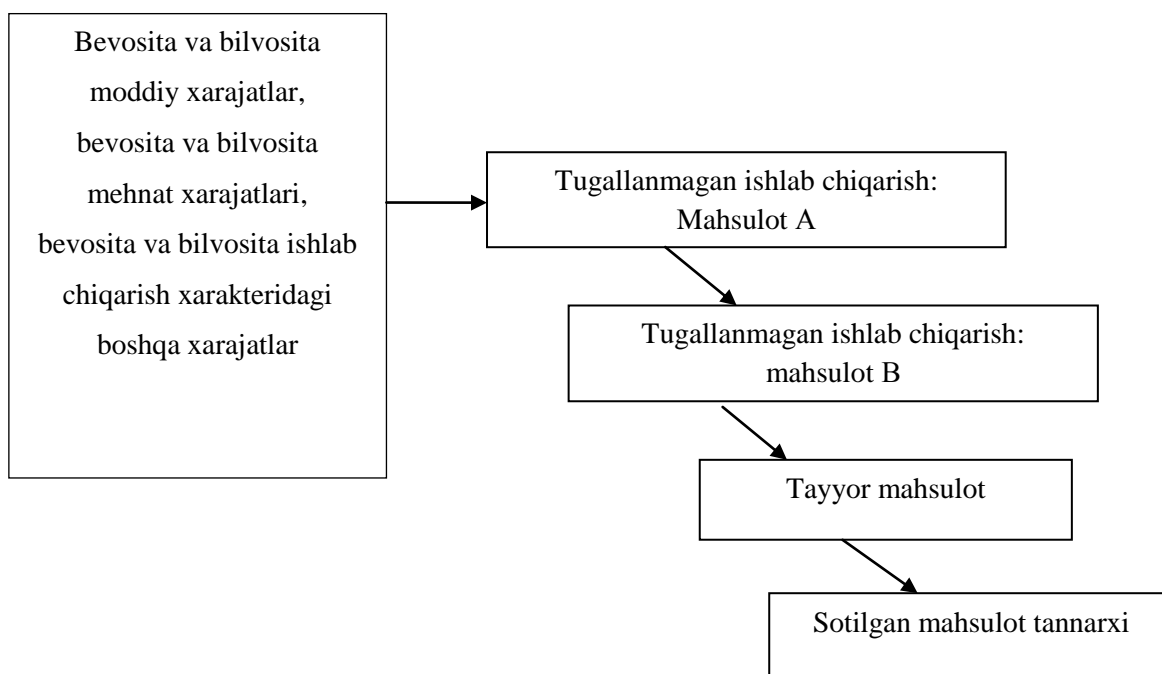 Bevosita va bilvosita
moddiy xarajatlar,
bevosita va bilvosita
mehnat xarajatlari,
bevosita va bilvosita ishlab
chiqarish xarakteridagi
boshqa xarajatlar
Tugallanmagan ishlab chiqarish:
Mahsulot A
Tugallanmagan ishlab chiqarish:
mahsulot B
Tayyor mahsulot
Sotilgan mahsulot tannarxi